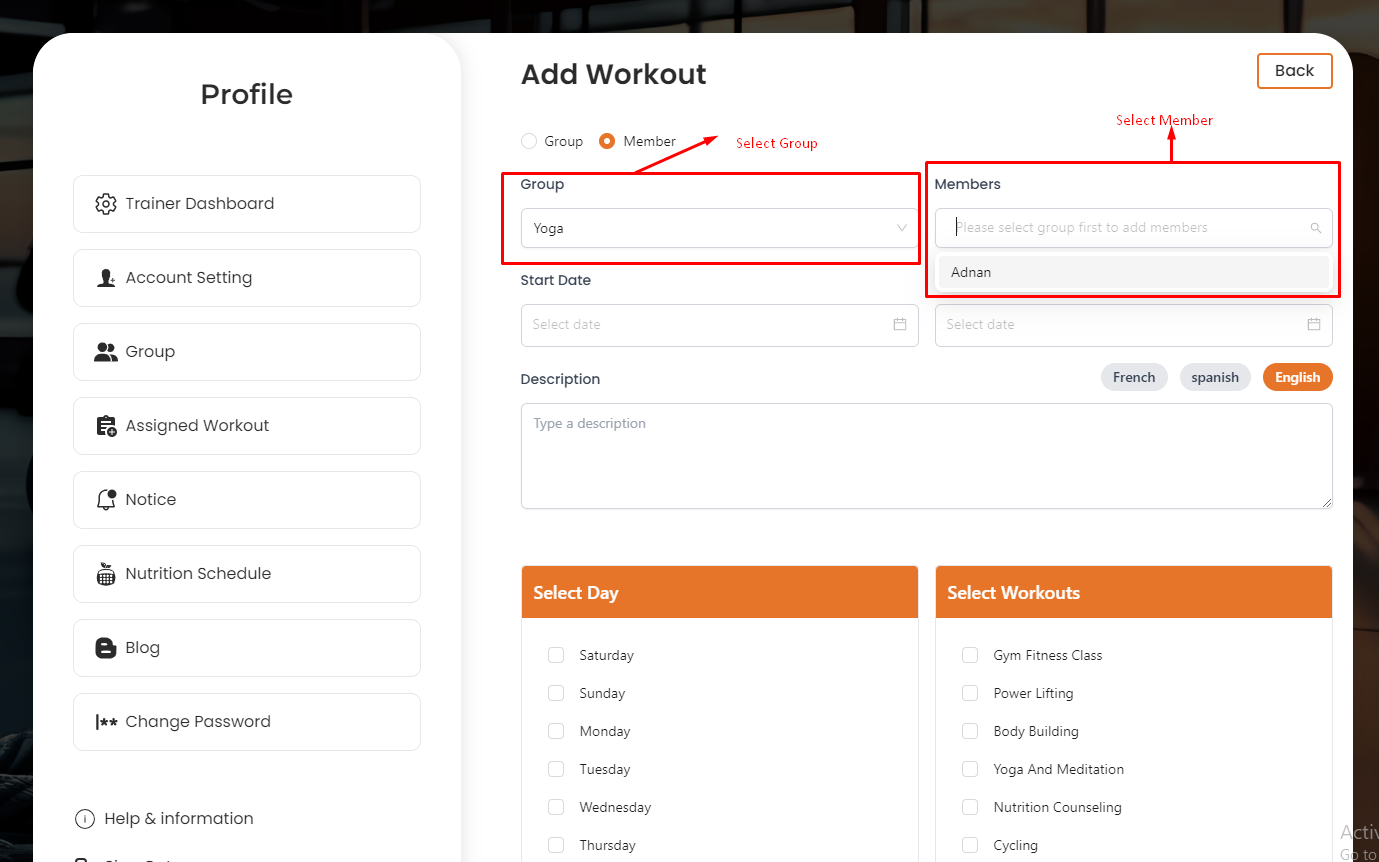 Profile
Trainer Dashboard
Account Setting
Group
Assigned Workout
Notice
Nutrition Schedule
Blog
|** Change Password
Help & information
Add Workout
Back
Group
Member
Select Group
Select Member
Group
Yoga
Members
Please select group first to add members
Adnan
Start Date
Select date
Select date
Description
French
spanish
English
Type a description
Select Day
Saturday
Sunday
Monday
Tuesday
Wednesday
Thursday
Select Workouts
Gym Fitness Class
Power Lifting
Body Building
Yoga And Meditation
Nutrition Counseling
Cycling
Activ
Go to